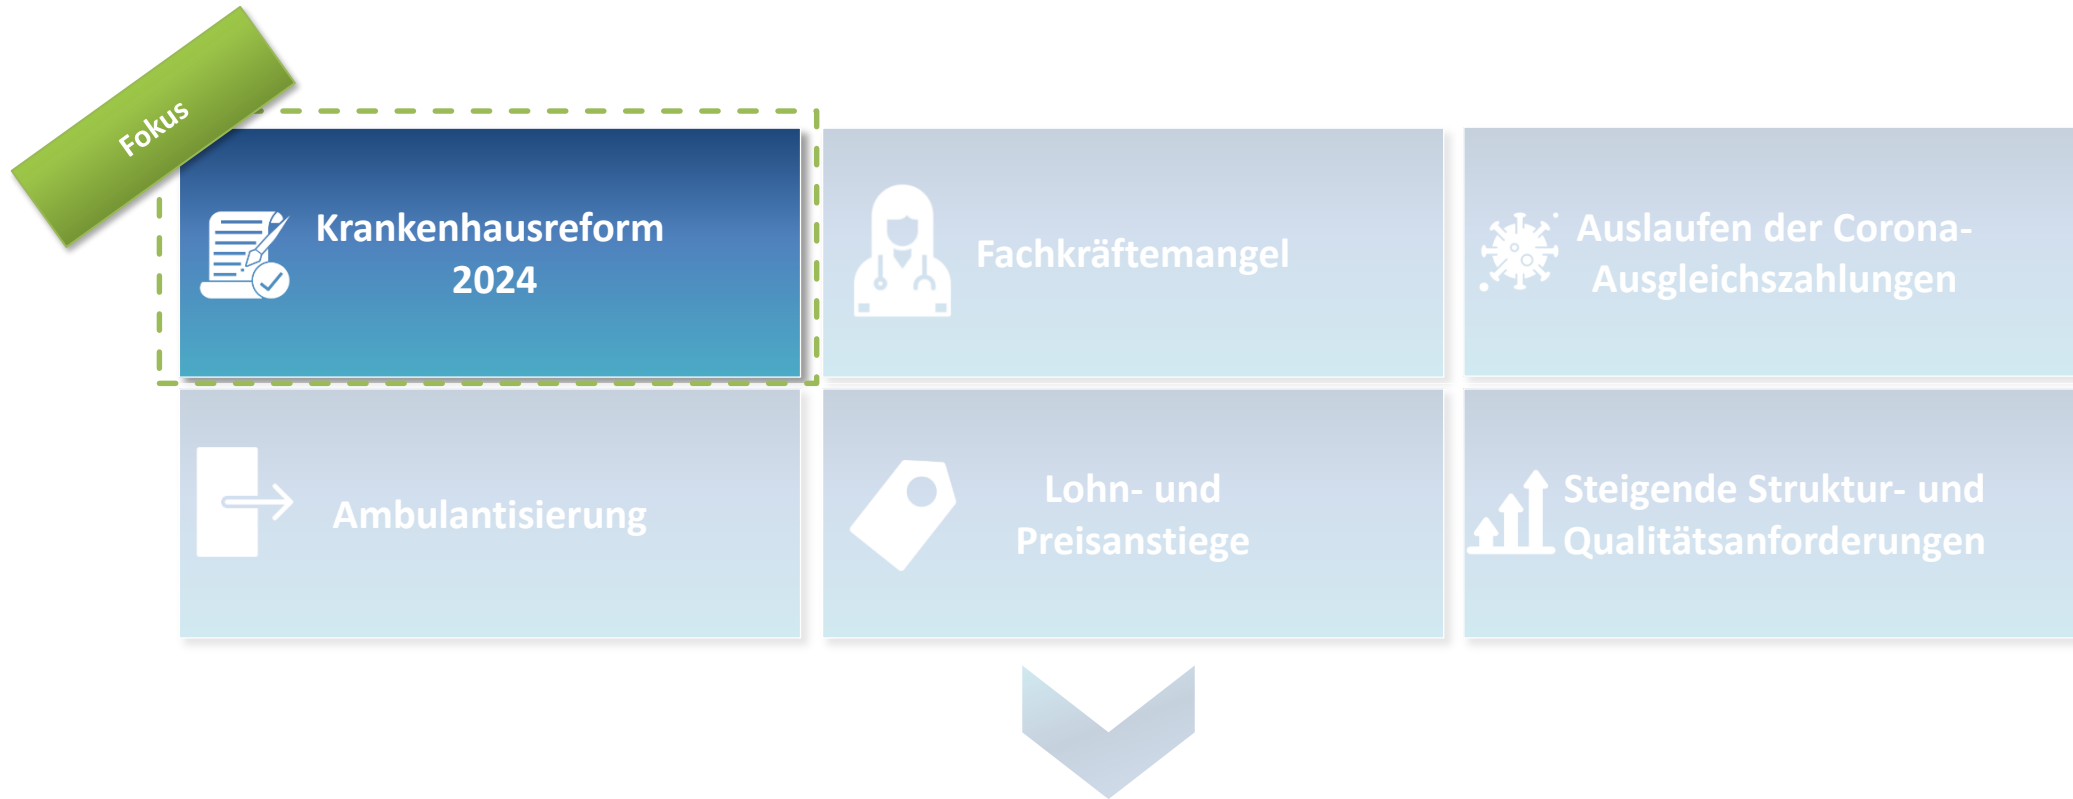 Fokus
Krankenhausreform
2024
Fachkräftemangel
Auslaufen der Corona-
Ausgleichszahlungen
Ambulantisierung
Lohn- und
Preisanstiege
Steigende Struktur- und
Qualitätsanforderungen